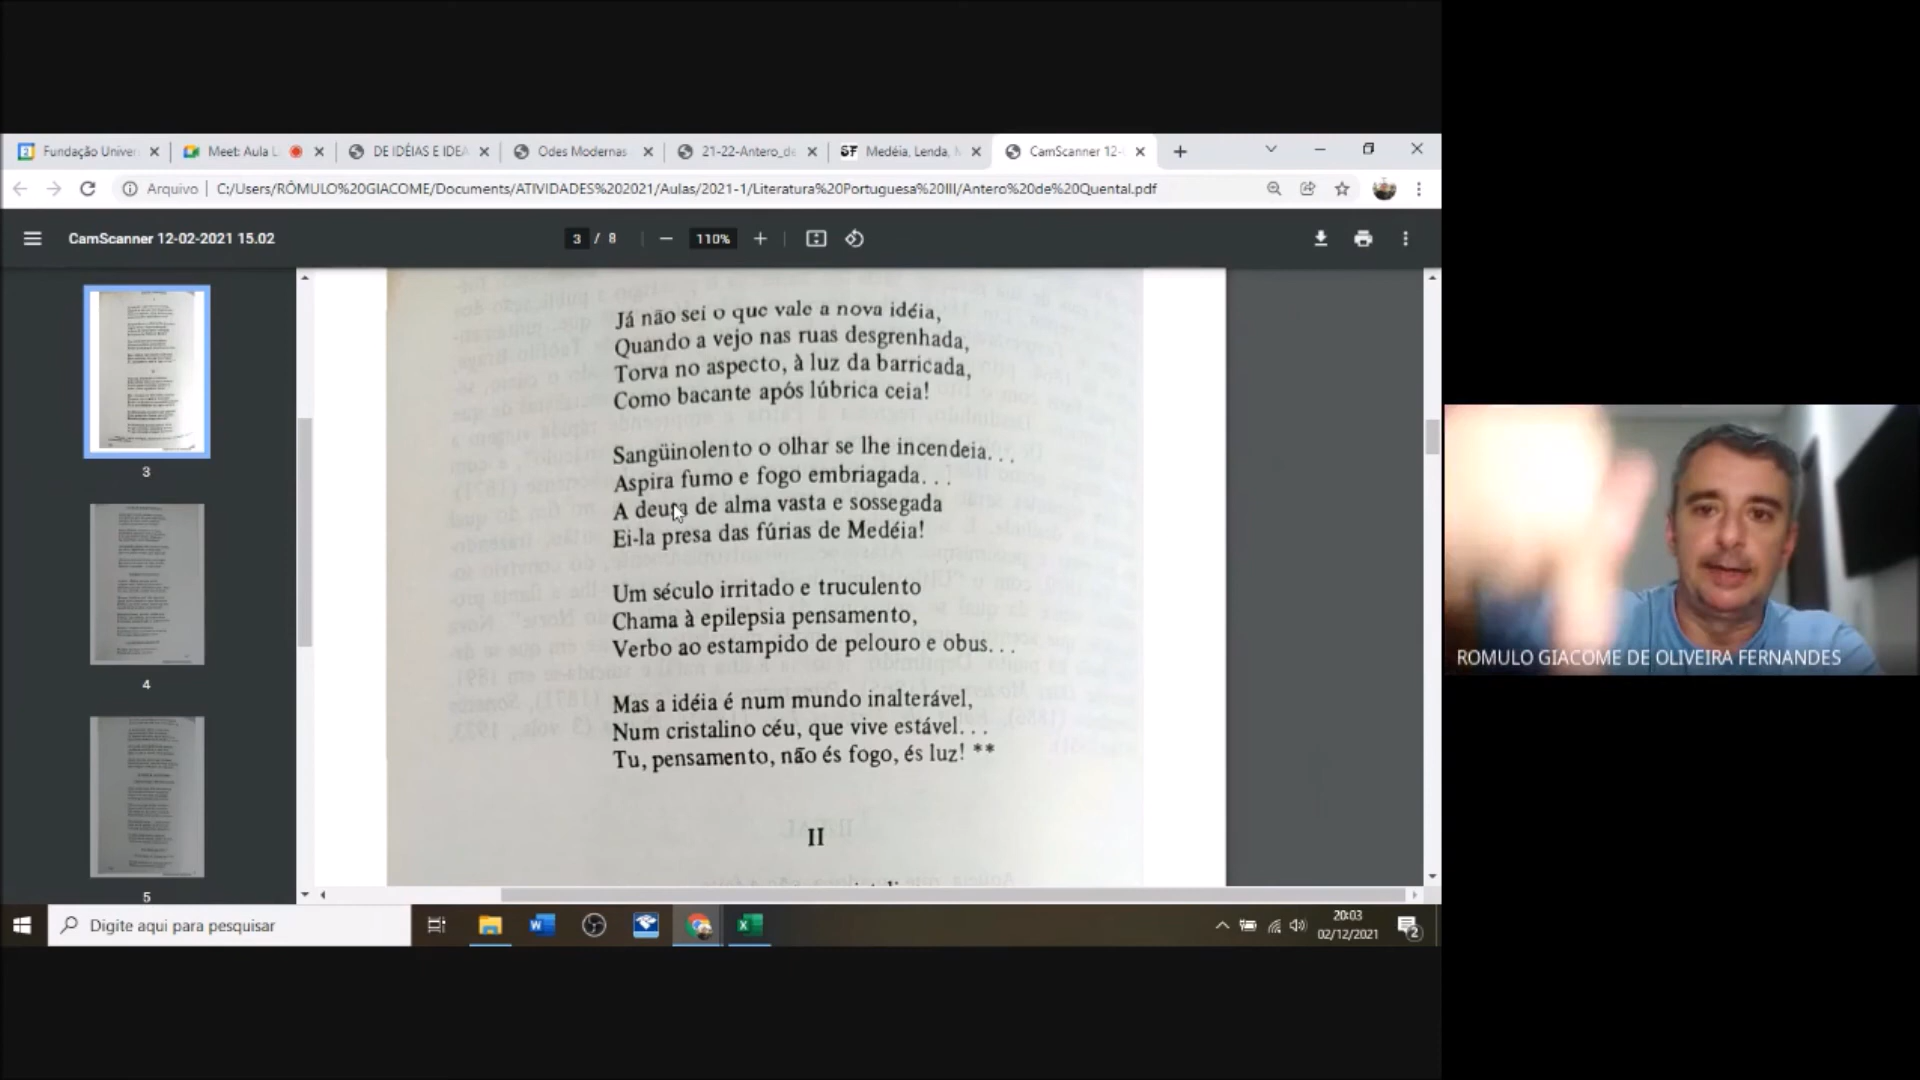 Fundação Univer
Meet: Aula L
DE IDÉIAS E IDEA
Odes Modernas
21-22-Antero_de
Medéia, Lenda, M
CamScanner 12-
Arquivo
C:/Users/RÔMULO%20GIACOME/Documents/ATIVIDADES%202021/Aulas/2021-1/Literatura%20Portuguesa%20III/Antero%20de%20Quental.pdf
CamScanner 12-02-2021 15.02
3 / 8
110%
Já não sei o que vale a nova idéia,
Quando a vejo nas ruas desgrenhada,
Torva no aspecto, à luz da barricada,
Como bacante após lúbrica ceia!
Sangüinolento o olhar se lhe incendeia. . .
Aspira fumo e fogo embriagada. . .
A deusa de alma vasta e sossegada
Ei-la presa das fúrias de Medéia!
Um século irritado e truculento
Chama à epilepsia pensamento,
Verbo ao estampido de pelouro e obus. . .
Mas a idéia é num mundo inalterável,
Num cristalino céu, que vive estável. . .
Tu, pensamento, não és fogo, és luz! **
II
3
4
5
ROMULO GIACOME DE OLIVEIRA FERNANDES
Digite aqui para pesquisar
20:03
02/12/2021
2